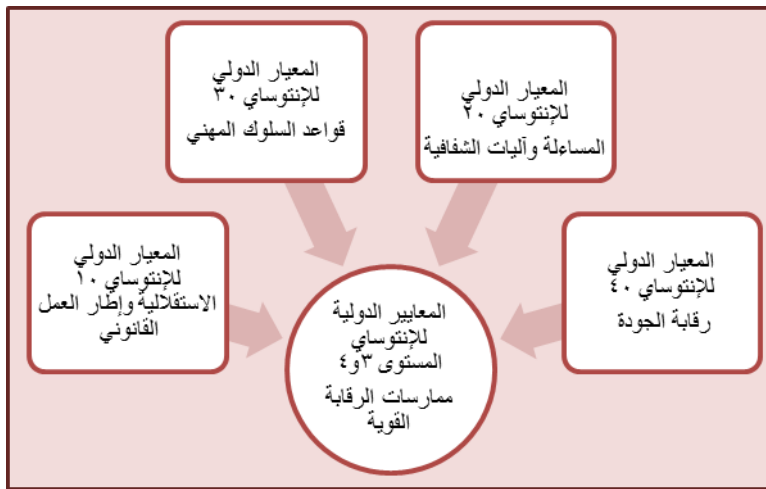 المعيار الدولي
للإنتوساي ٢٠
المساءلة وآليات الشفافية
المعيار الدولي
للإنتوساي ٣٠
قواعد السلوك المهني
المعيار الدولي
للإنتوساي ٤٠
رقابة الجودة
المعيار الدولي
للإنتوساي ١٠
الاستقلالية وإطار العمل
القانوني
المعايير الدولية
للإنتوساي
المستوى ٣و٤
ممارسات الرقابة
القوية